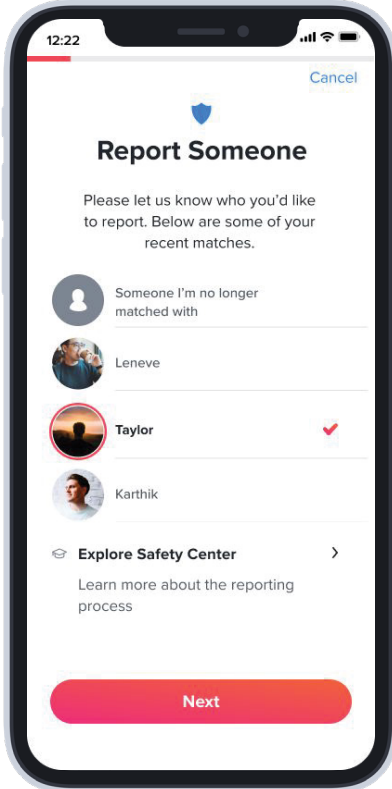 12:22
Cancel
Report Someone
Please let us know who you'd like
to report. Below are some of your
recent matches.
Someone I'm no longer
matched with
Leneve
Taylor
Karthik
Explore Safety Center
Learn more about the reporting
process
Next